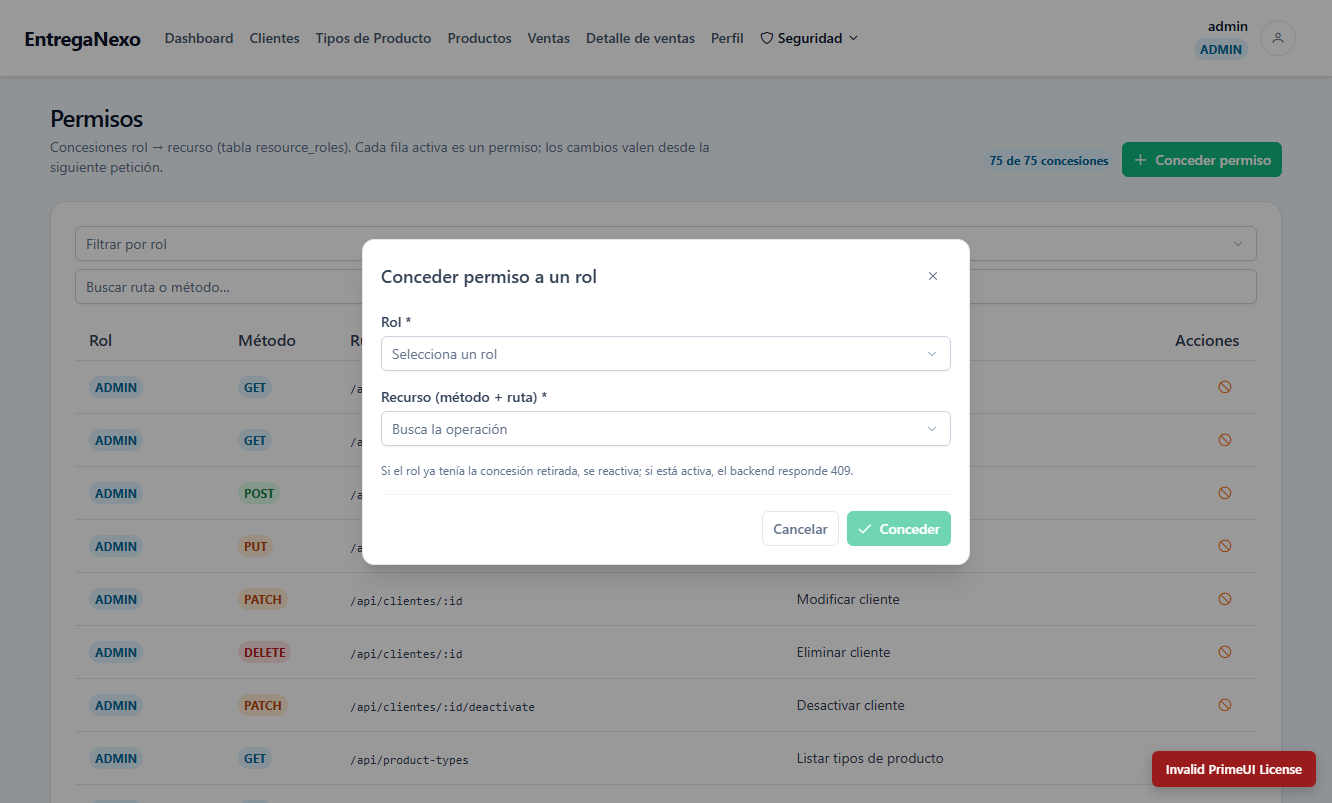 EntregaNexo Dashboard Clientes Tipos de Producto Productos Ventas Detalle de ventas Perfil Seguridad
admin
ADMIN
Permisos
Concesiones rol → recurso (tabla resource_roles). Cada fila activa es un permiso; los cambios valen desde la
siguiente petición.
75 de 75 concesiones
Conceder permiso
Filtrar por rol
Buscar ruta o método...
Rol Método Acciones
ADMIN GET
ADMIN GET
ADMIN POST
ADMIN PUT
ADMIN PATCH /api/clientes/:id Modificar cliente
ADMIN DELETE /api/clientes/:id Eliminar cliente
ADMIN PATCH /api/clientes/:id/deactivate Desactivar cliente
ADMIN GET /api/product-types Listar tipos de producto
Conceder permiso a un rol
Rol *
Selecciona un rol
Recurso (método + ruta) *
Busca la operación
Si el rol ya tenía la concesión retirada, se reactiva; si está activa, el backend responde 409.
Cancelar Conceder
Invalid PrimeUI License